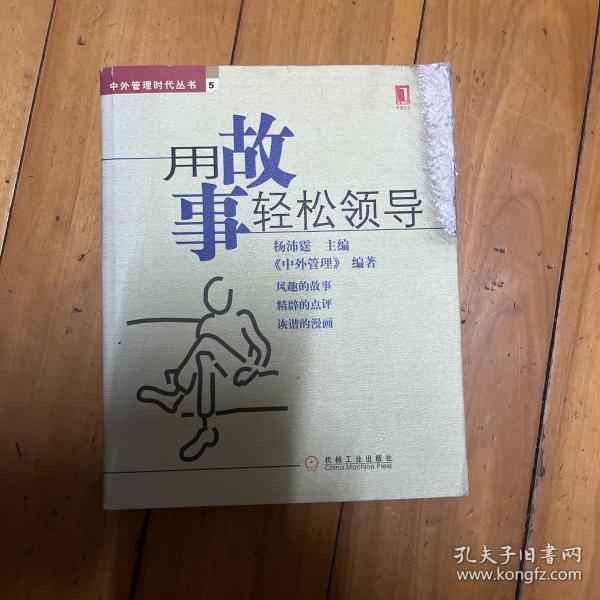 中外管理时代丛书 5
用故事轻松领导
杨沛霆 主编
《中外管理》 编著
风趣的故事
精辟的点评
诙谐的漫画
机械工业出版社
China Machine Press
孔夫子旧书网
www.kongfz.com